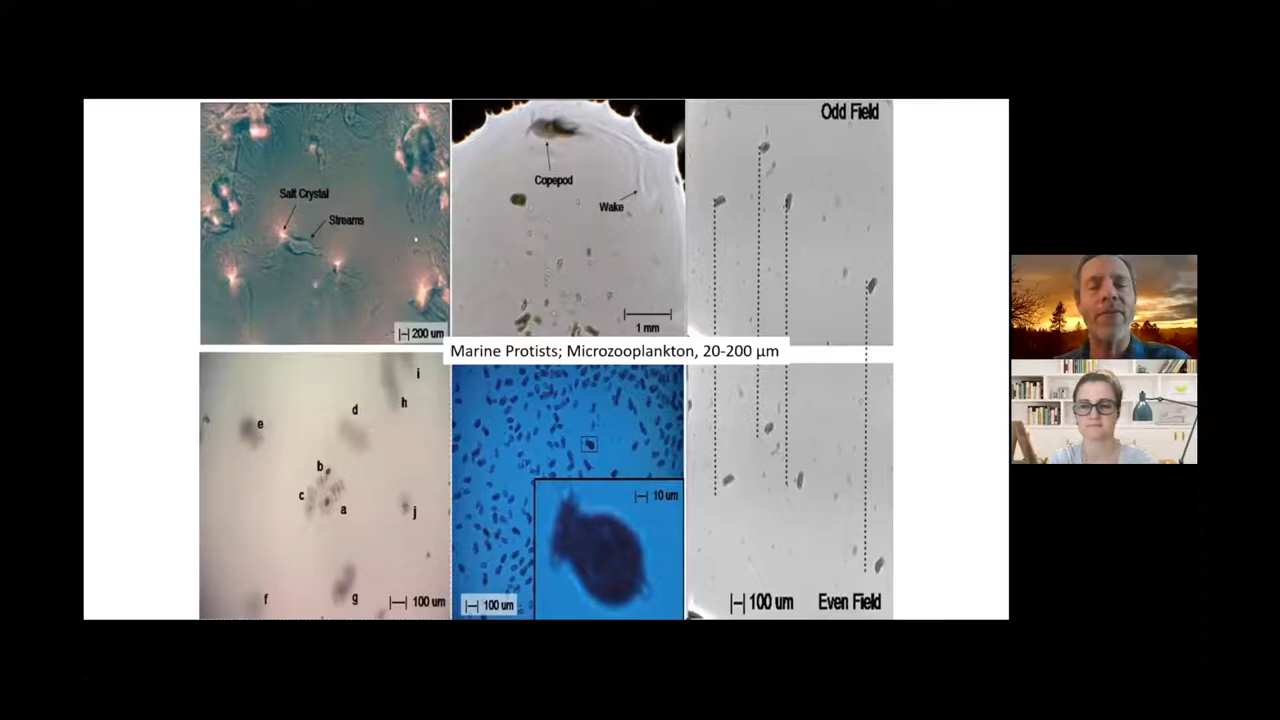 Odd Field
Salt Crystal
Streams
200 um
Copepod
Wake
1 mm
Marine Protists; Microzooplankton, 20-200 µm
i
h
d
e
b
c
a
j
f
g
100 um
10 um
100 um
100 um
Even Field